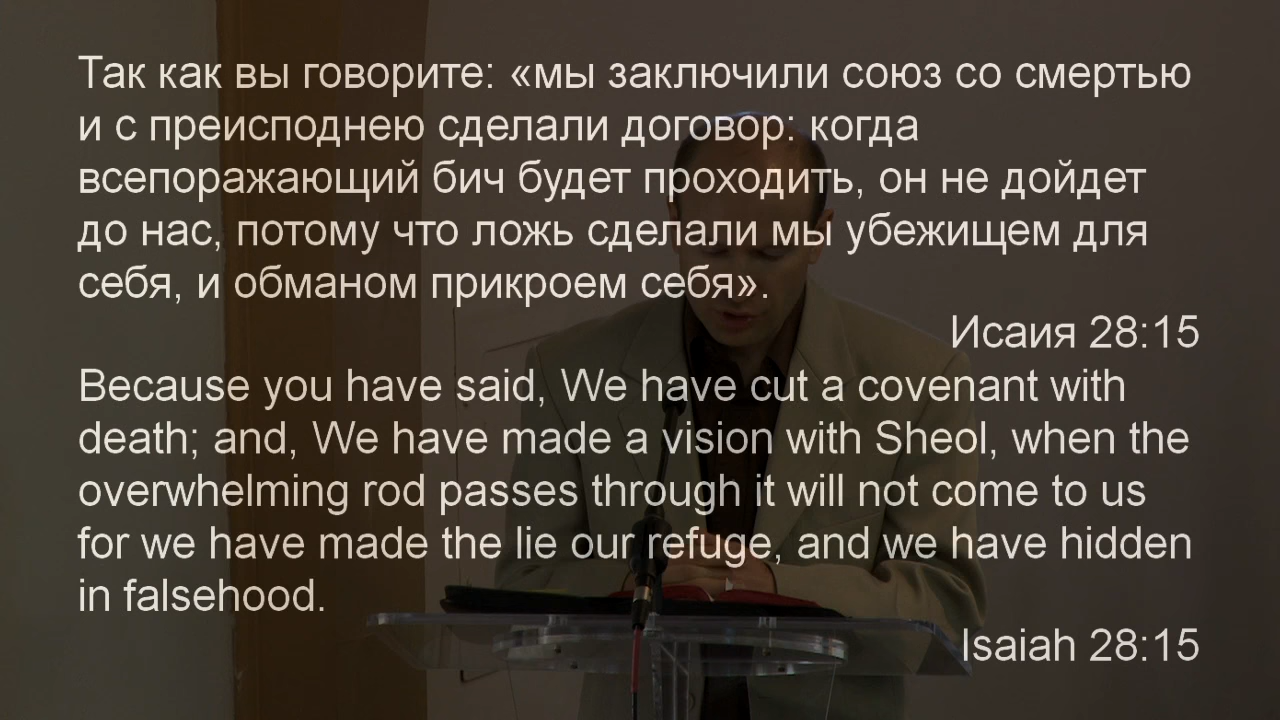 Так как вы говорите: «мы заключили союз со смертью
и с преисподнею сделали договор: когда
всепоражающий бич будет проходить, он не дойдет
до нас, потому что ложь сделали мы убежищем для
себя, и обманом прикроем себя».
Исаия 28:15
Because you have said, We have cut a covenant with
death; and, We have made a vision with Sheol, when the
overwhelming rod passes through it will not come to us
for we have made the lie our refuge, and we have hidden
in falsehood.
Isaiah 28:15